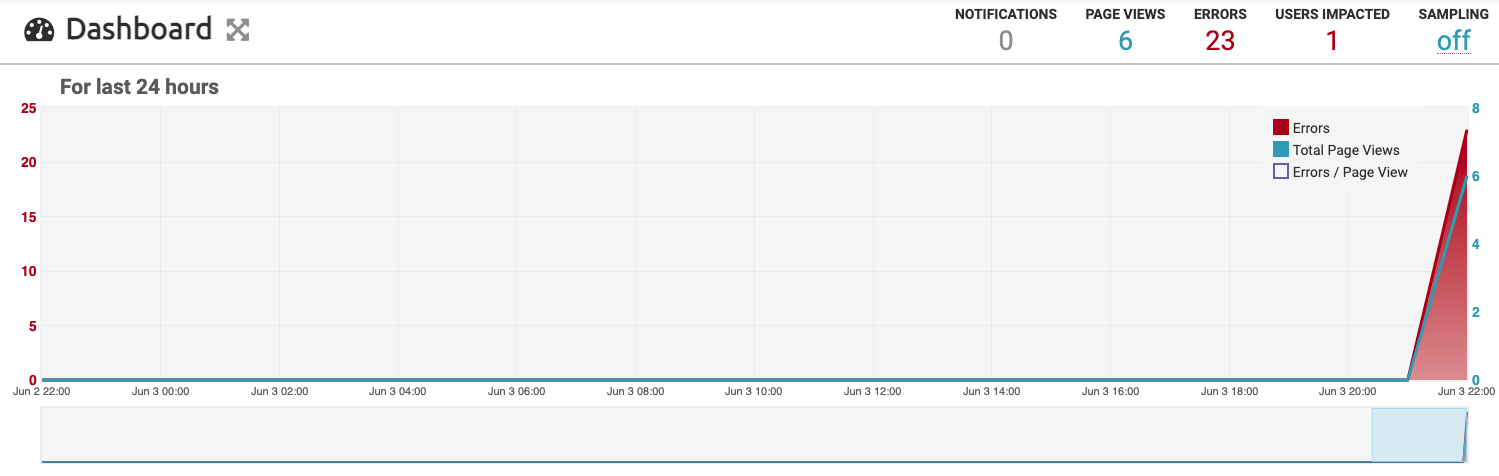 Dashboard
NOTIFICATIONS PAGE VIEWS ERRORS USERS IMPACTED SAMPLING
0 6 23 1 off
For last 24 hours
25 8
20 6
15 4
10 2
5 0
0
Errors
Total Page Views
Errors / Page View
Jun 2 22:00 Jun 3 00:00 Jun 3 02:00 Jun 3 04:00 Jun 3 06:00 Jun 3 08:00 Jun 3 10:00 Jun 3 12:00 Jun 3 14:00 Jun 3 16:00 Jun 3 18:00 Jun 3 20:00 Jun 3 22:00